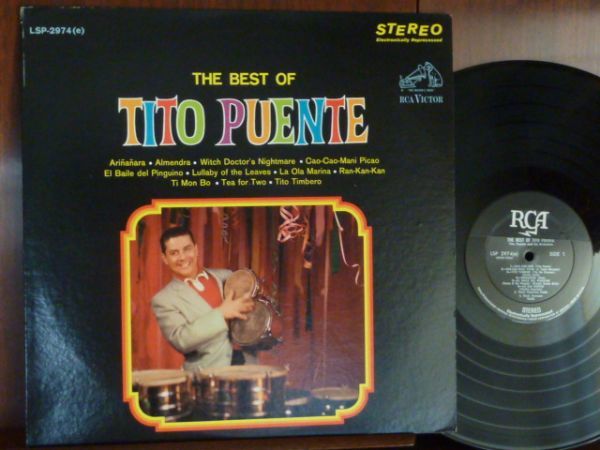 LSP-2974(e)
STEREO
Electronically Reprocessed
THE BEST OF
RCA VICTOR
TITO PUENTE
Ariñañara • Almendra • Witch Doctor's Nightmare • Cao-Cao-Mani Picao
El Baile del Pinguino • Lullaby of the Leaves • La Ola Marina • Ran-Kan-Kan
Ti Mon Bo • Tea for Two • Tito Timbero
RCA
THE BEST OF TITO PUENTE
SIDE 1
STEREO